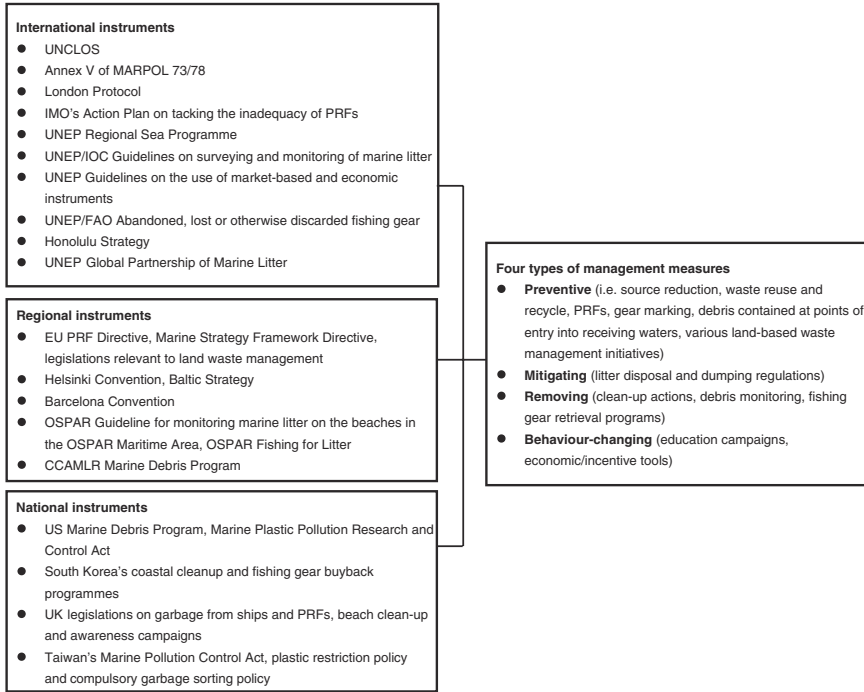 International instruments
● UNCLOS
● Annex V of MARPOL 73/78
● London Protocol
● IMO's Action Plan on tacking the inadequacy of PRFs
● UNEP Regional Sea Programme
● UNEP/IOC Guidelines on surveying and monitoring of marine litter
● UNEP Guidelines on the use of market-based and economic
instruments
● UNEP/FAO Abandoned, lost or otherwise discarded fishing gear
● Honolulu Strategy
● UNEP Global Partnership of Marine Litter
Regional instruments
● EU PRF Directive, Marine Strategy Framework Directive,
legislations relevant to land waste management
● Helsinki Convention, Baltic Strategy
● Barcelona Convention
● OSPAR Guideline for monitoring marine litter on the beaches in
the OSPAR Maritime Area, OSPAR Fishing for Litter
● CCAMLR Marine Debris Program
National instruments
● US Marine Debris Program, Marine Plastic Pollution Research and
Control Act
● South Korea's coastal cleanup and fishing gear buyback
programmes
● UK legislations on garbage from ships and PRFs, beach clean-up
and awareness campaigns
● Taiwan's Marine Pollution Control Act, plastic restriction policy
and compulsory garbage sorting policy
Four types of management measures
● Preventive (i.e. source reduction, waste reuse and
recycle, PRFs, gear marking, debris contained at points of
entry into receiving waters, various land-based waste
management initiatives)
● Mitigating (litter disposal and dumping regulations)
● Removing (clean-up actions, debris monitoring, fishing
gear retrieval programs)
● Behaviour-changing (education campaigns,
economic/incentive tools)